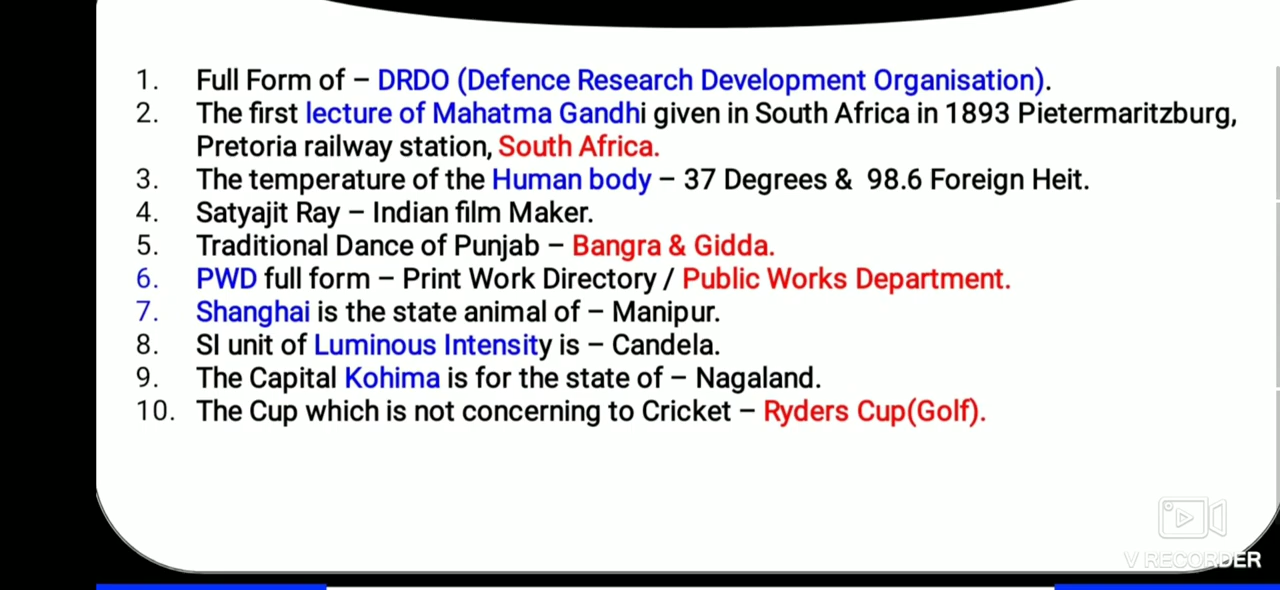 1. Full Form of – DRDO (Defence Research Development Organisation).
2. The first lecture of Mahatma Gandhi given in South Africa in 1893 Pietermaritzburg,
Pretoria railway station, South Africa.
3. The temperature of the Human body – 37 Degrees & 98.6 Foreign Heit.
4. Satyajit Ray – Indian film Maker.
5. Traditional Dance of Punjab – Bangra & Gidda.
6. PWD full form – Print Work Directory / Public Works Department.
7. Shanghai is the state animal of – Manipur.
8. SI unit of Luminous Intensity is – Candela.
9. The Capital Kohima is for the state of – Nagaland.
10. The Cup which is not concerning to Cricket – Ryders Cup(Golf).
V RECORDER